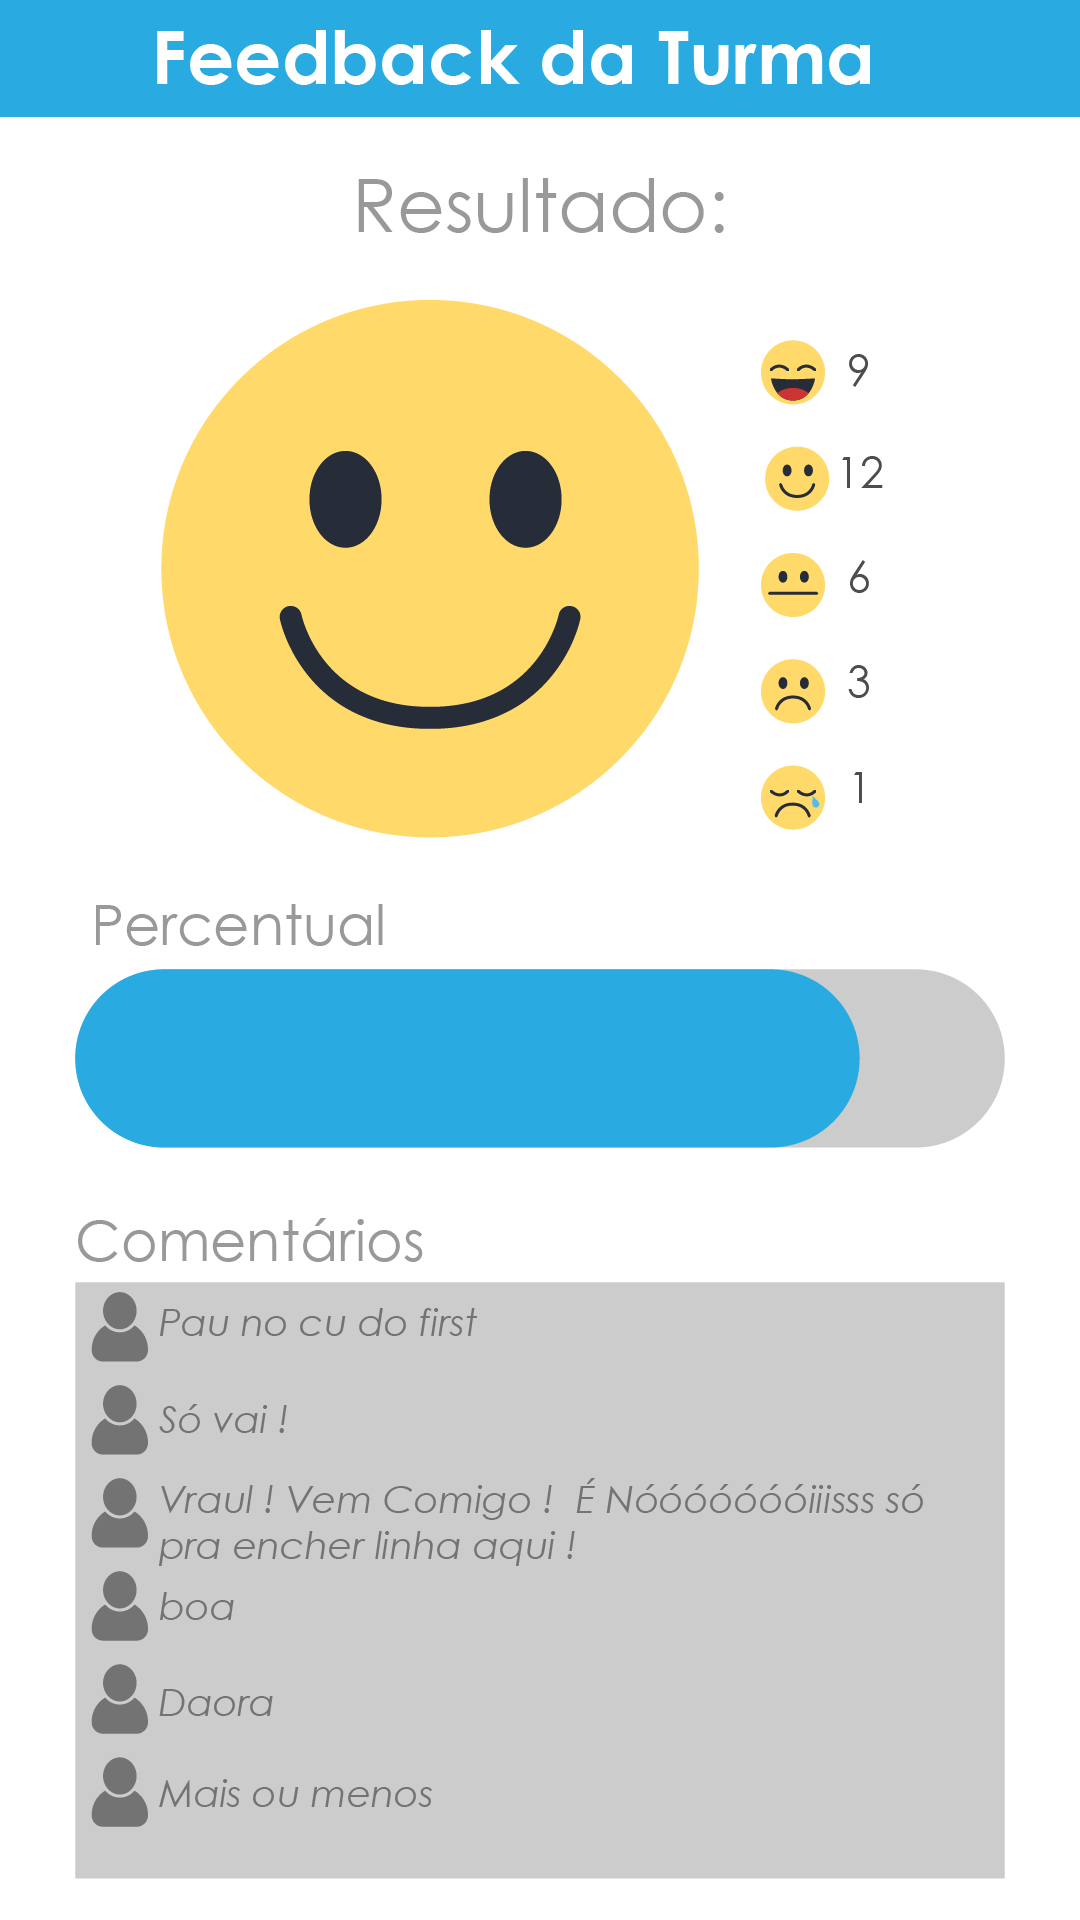 Feedback da Turma
Resultado:
9
12
6
3
1
Percentual
Comentários
Pau no cu do first
Só vai !
Vraul ! Vem Comigo !  É Nóóóóóóóiiisss só
pra encher linha aqui !
boa
Daora
Mais ou menos